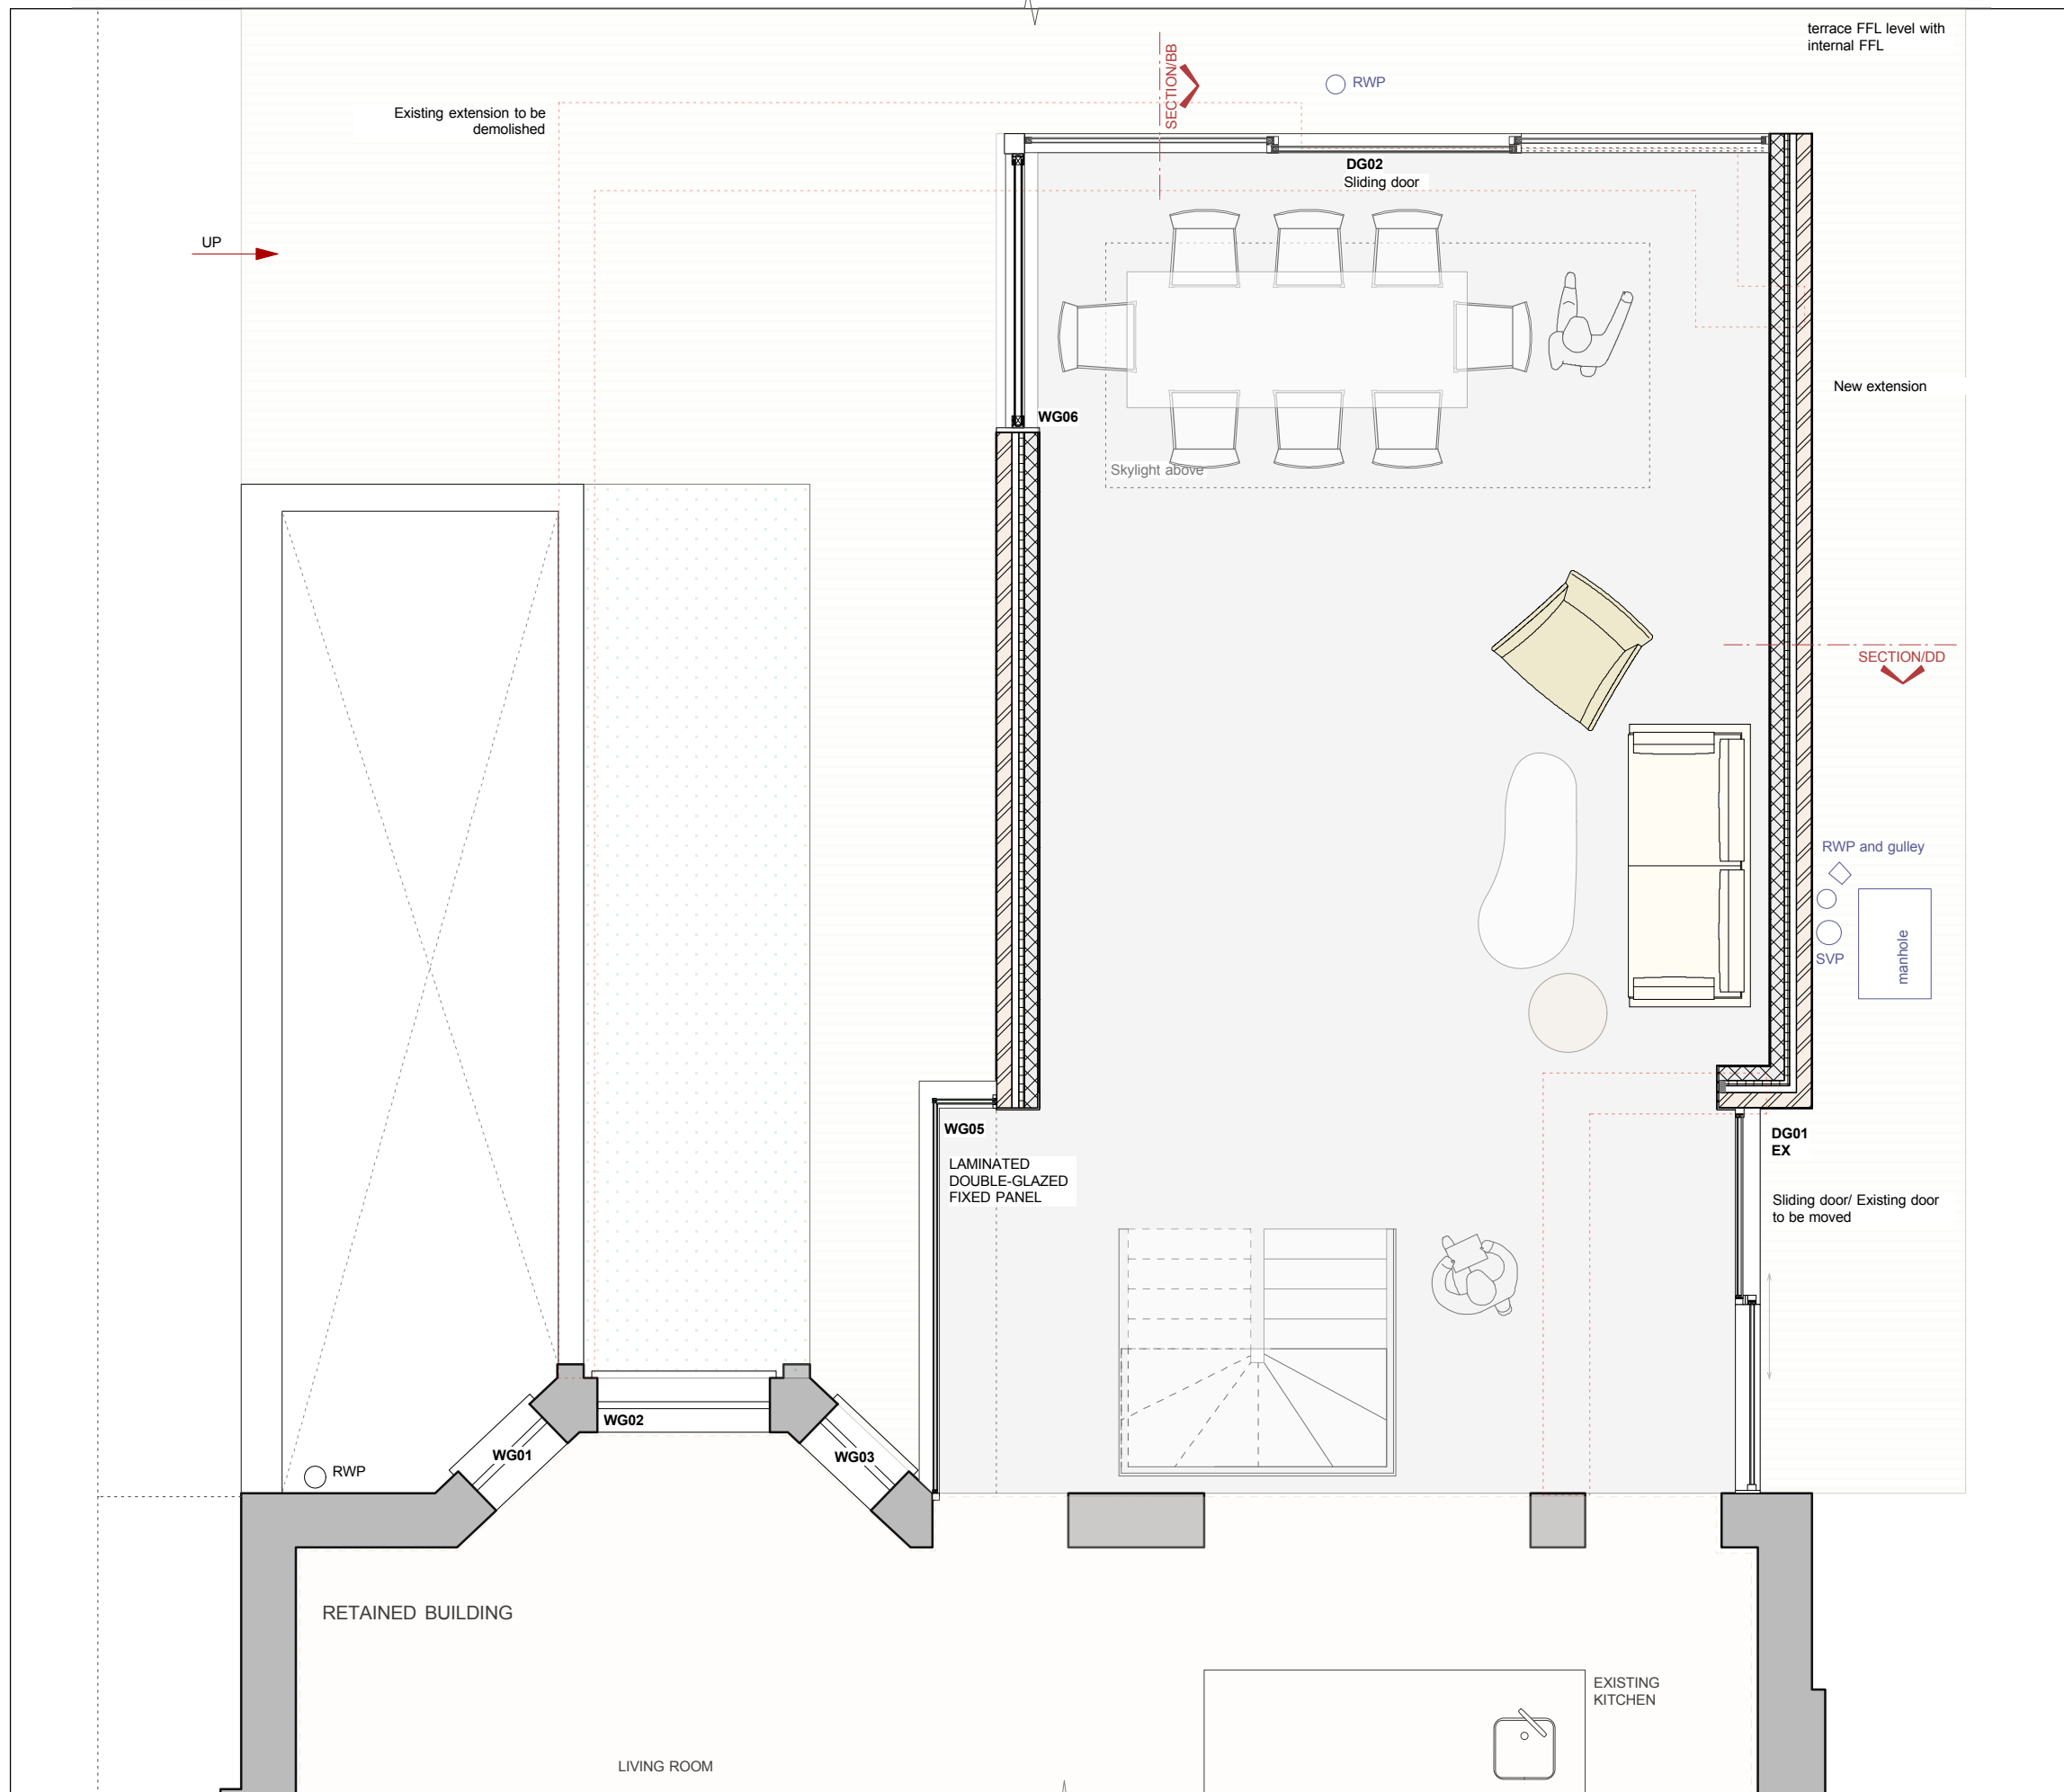 terrace FFL level with
internal FFL
SECTION/BB
RWP
Existing extension to be
demolished
DG02
Sliding door
UP
New extension
WG06
Skylight above
SECTION/DD
RWP and gulley
SVP
manhole
WG05
LAMINATED
DOUBLE-GLAZED
FIXED PANEL
DG01
EX
Sliding door/ Existing door
to be moved
WG02
WG01
WG03
RWP
RETAINED BUILDING
EXISTING
KITCHEN
LIVING ROOM